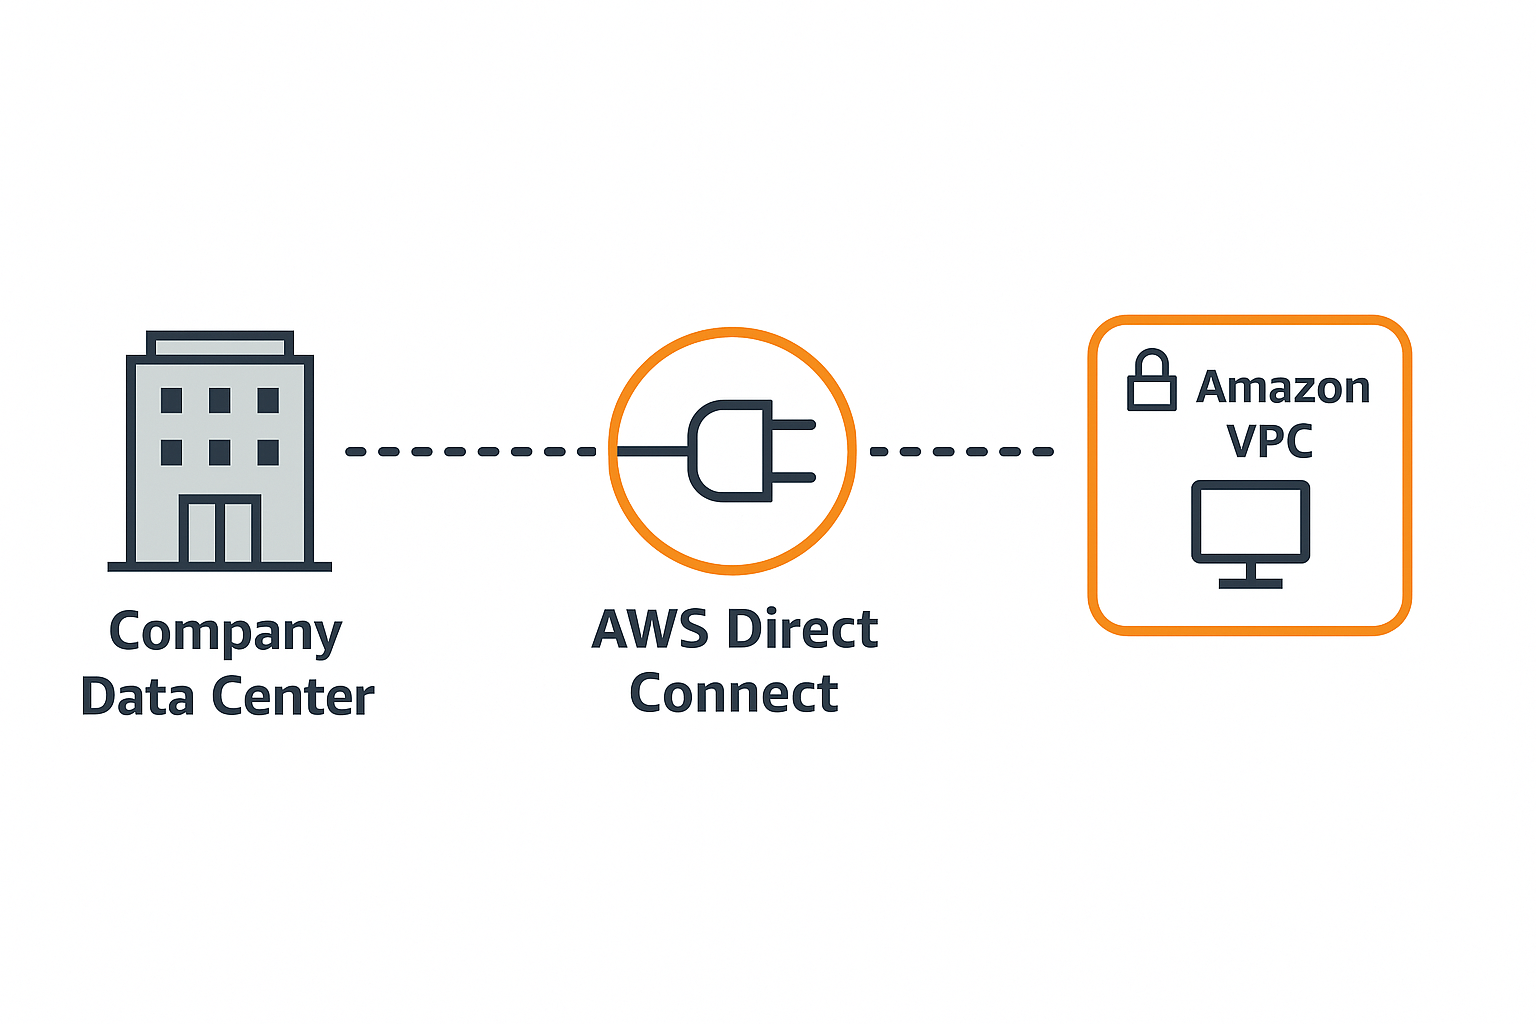 Company
Data Center
AWS Direct
Connect
Amazon
VPC